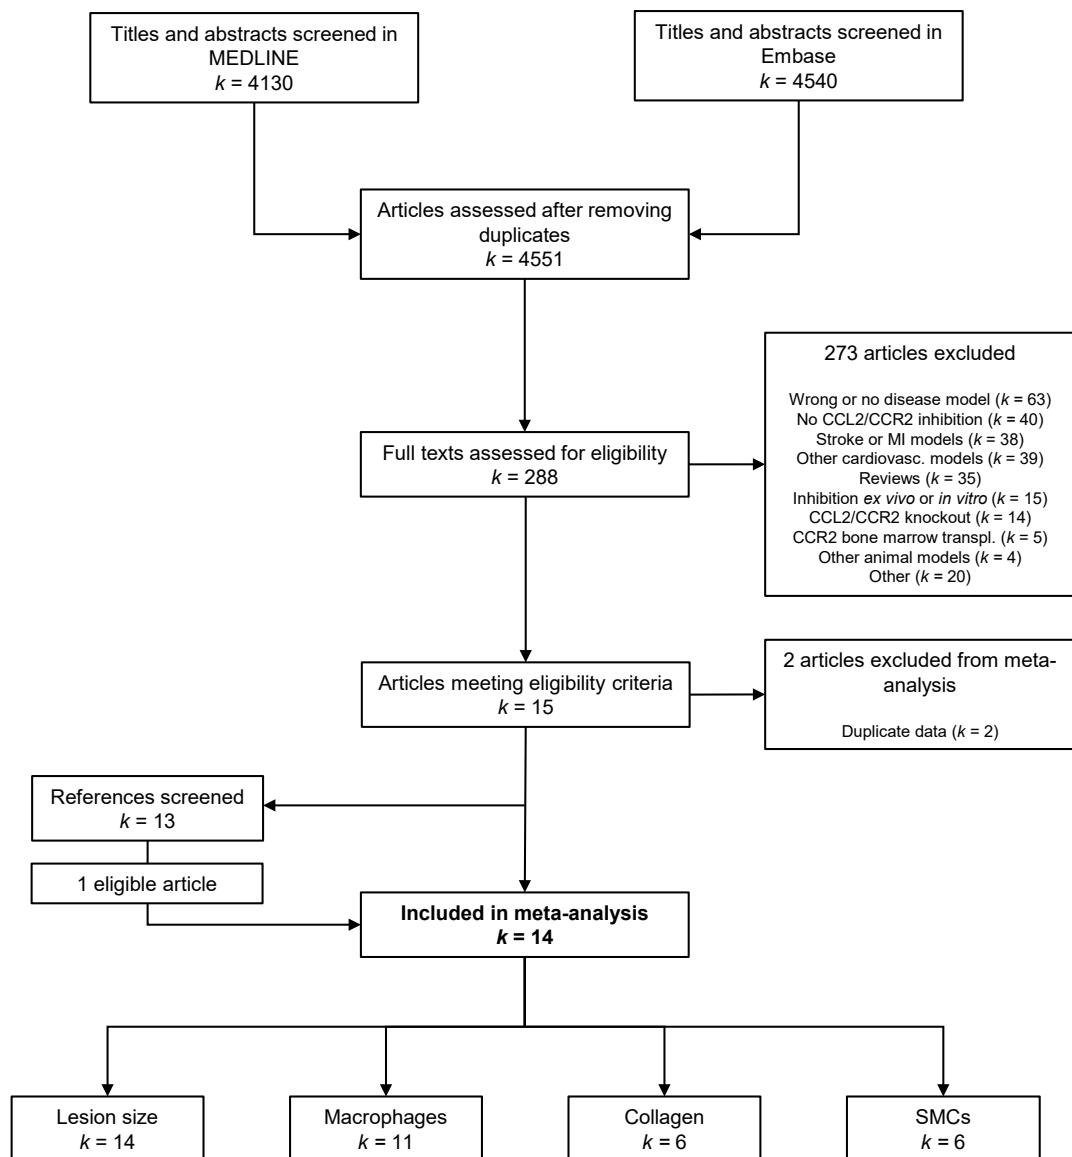 Titles and abstracts screened in
MEDLINE
k = 4130
Titles and abstracts screened in
Embase
k = 4540
Articles assessed after removing
duplicates
k = 4551
273 articles excluded
Wrong or no disease model (k = 63)
No CCL2/CCR2 inhibition (k = 40)
Stroke or MI models (k = 38)
Other cardiovasc. models (k = 39)
Reviews (k = 35)
Inhibition ex vivo or in vitro (k = 15)
CCL2/CCR2 knockout (k = 14)
CCR2 bone marrow transpl. (k = 5)
Other animal models (k = 4)
Other (k = 20)
Full texts assessed for eligibility
k = 288
Articles meeting eligibility criteria
k = 15
2 articles excluded from meta-
analysis
Duplicate data (k = 2)
References screened
k = 13
1 eligible article
Included in meta-analysis
k = 14
Lesion size
k = 14
Macrophages
k = 11
Collagen
k = 6
SMCs
k = 6